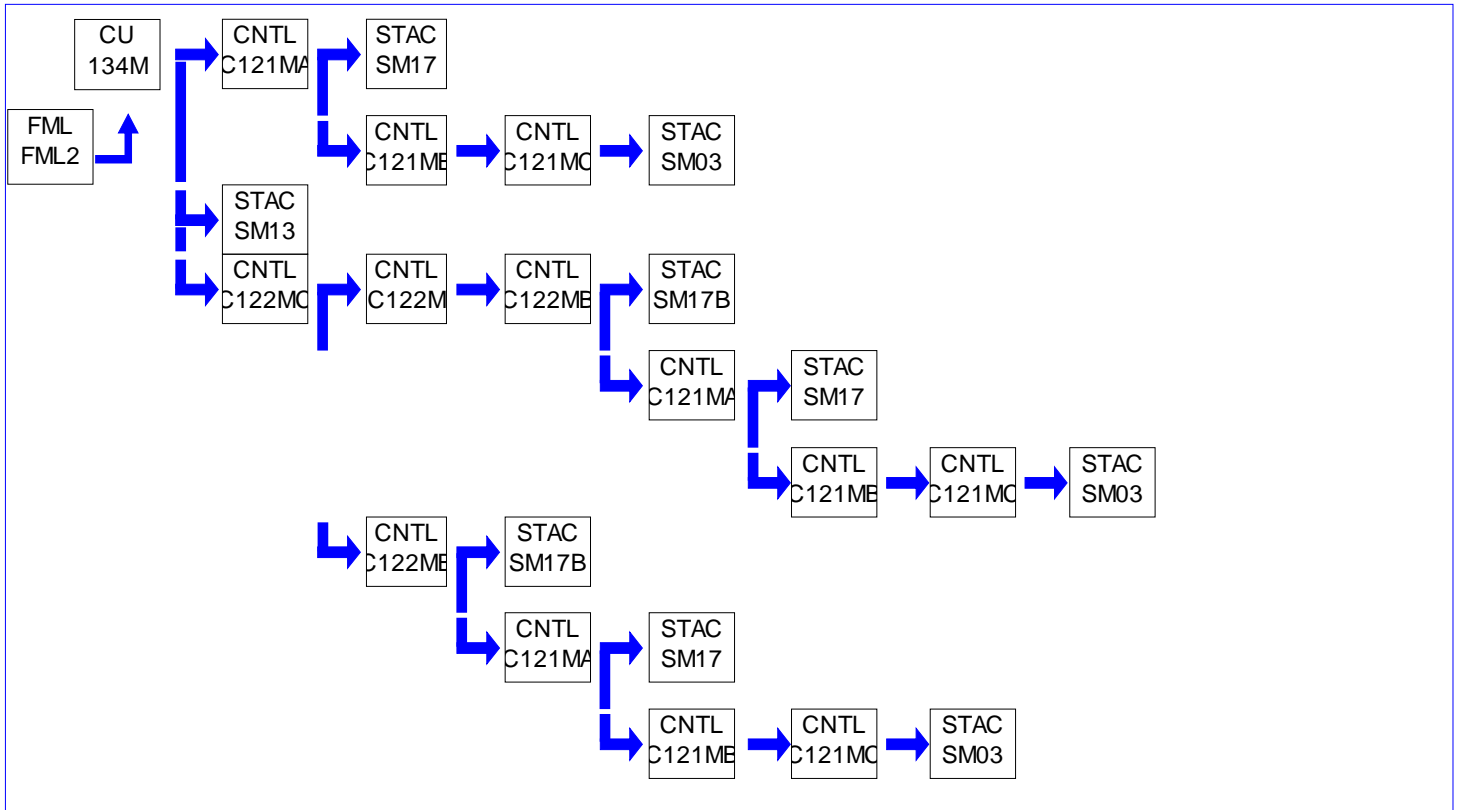 CU
134M
CNTL
C121MA
STAC
SM17
FML
FML2
CNTL
C121MB
CNTL
C121MC
STAC
SM03
STAC
SM13
CNTL
C122MC
CNTL
C122M
CNTL
C122MB
STAC
SM17B
CNTL
C121MA
STAC
SM17
CNTL
C121MB
CNTL
C121MC
STAC
SM03
CNTL
C122MB
STAC
SM17B
CNTL
C121MA
STAC
SM17
CNTL
C121MB
CNTL
C121MC
STAC
SM03